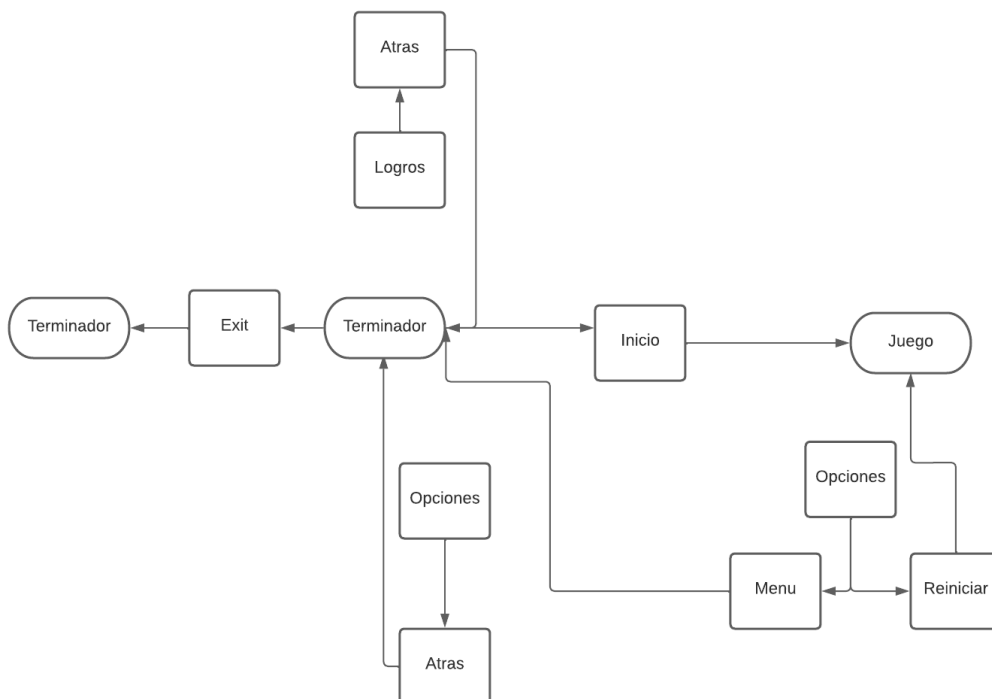 Atras
Logros
Terminador
Exit
Terminador
Inicio
Juego
Opciones
Opciones
Menu
Reiniciar
Atras